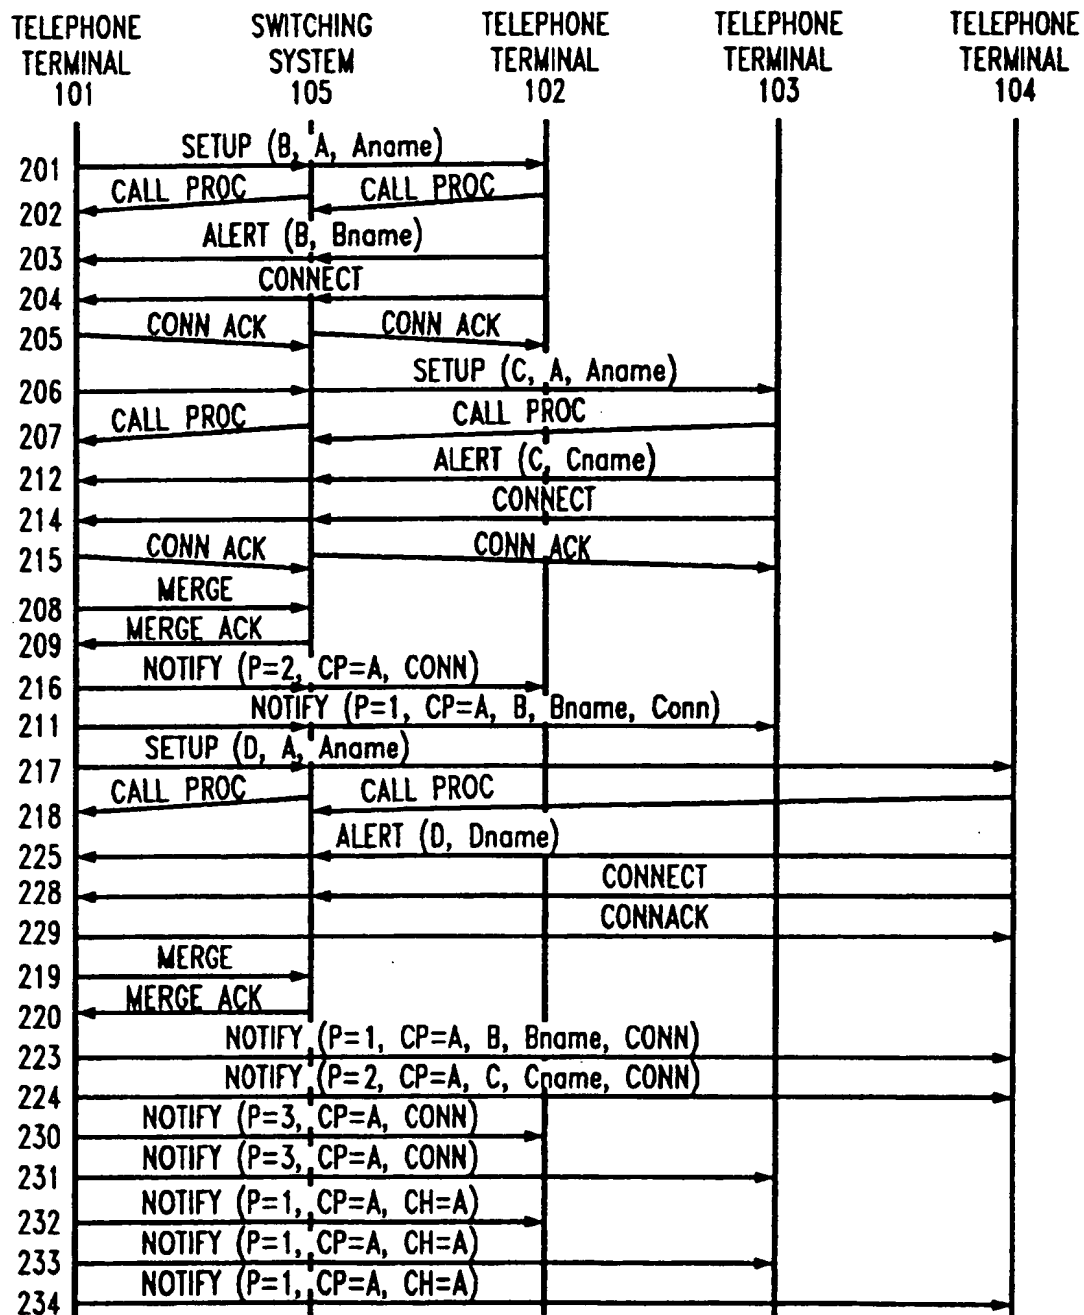 TELEPHONE TERMINAL 101
SWITCHING SYSTEM 105
TELEPHONE TERMINAL 102
TELEPHONE TERMINAL 103
TELEPHONE TERMINAL 104
201 SETUP (B, A, Aname)
202 CALL PROC CALL PROC
203 ALERT (B, Bname)
204 CONNECT
205 CONN ACK CONN ACK
206 SETUP (C, A, Aname)
207 CALL PROC CALL PROC
212 ALERT (C, Cname)
214 CONNECT
215 CONN ACK CONN ACK
208 MERGE
209 MERGE ACK
216 NOTIFY (P=2, CP=A, CONN)
211 NOTIFY (P=1, CP=A, B, Bname, Conn)
217 SETUP (D, A, Aname)
218 CALL PROC CALL PROC
225 ALERT (D, Dname)
228 CONNECT
229 CONNACK
219 MERGE
220 MERGE ACK
223 NOTIFY (P=1, CP=A, B, Bname, CONN)
224 NOTIFY (P=2, CP=A, C, Cname, CONN)
230 NOTIFY (P=3, CP=A, CONN)
231 NOTIFY (P=3, CP=A, CONN)
232 NOTIFY (P=1, CP=A, CH=A)
233 NOTIFY (P=1, CP=A, CH=A)
234 NOTIFY (P=1, CP=A, CH=A)